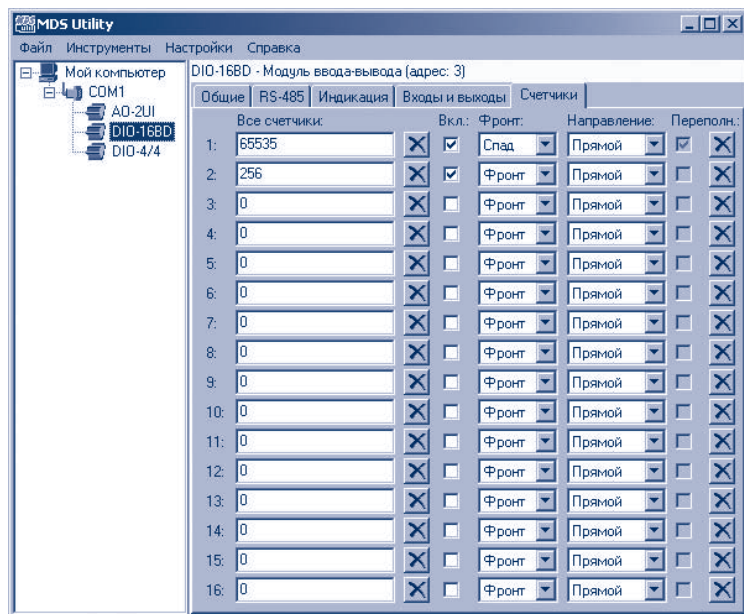 MDS Utility
Файл Инструменты Настройки Справка
Мой компьютер
COM1
AO-2UI
DIO-16BD
DIO-4/4
DIO-16BD - Модуль ввода-вывода (адрес: 3)
Общие RS-485 Индикация Входы и выходы Счетчики
Все счетчики: Вкл.: Фронт: Направление: Переполн.:
1: 65535 Спад Прямой
2: 256 Фронт Прямой
3: 0 Фронт Прямой
4: 0 Фронт Прямой
5: 0 Фронт Прямой
6: 0 Фронт Прямой
7: 0 Фронт Прямой
8: 0 Фронт Прямой
9: 0 Фронт Прямой
10: 0 Фронт Прямой
11: 0 Фронт Прямой
12: 0 Фронт Прямой
13: 0 Фронт Прямой
14: 0 Фронт Прямой
15: 0 Фронт Прямой
16: 0 Фронт Прямой